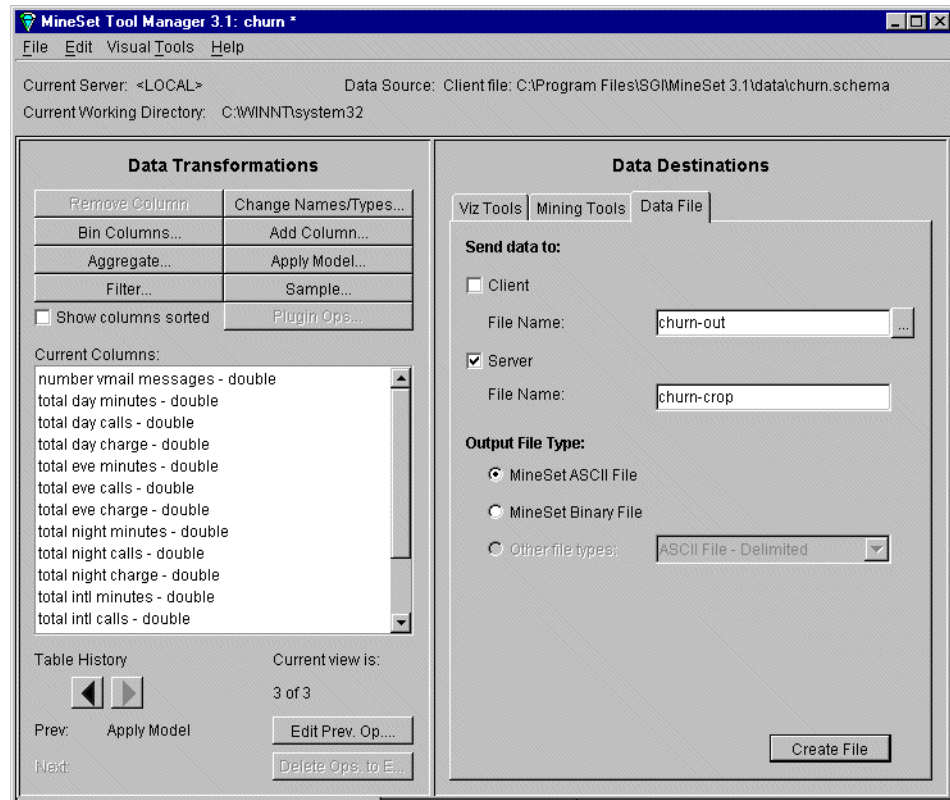 MineSet Tool Manager 3.1: churn *
File Edit Visual Tools Help
Current Server: <LOCAL> Data Source: Client file: C:\Program Files\SGI\MineSet 3.1\data\churn.schema
Current Working Directory: C:\WINNT\system32
Data Transformations
Remove Column Change Names/Types...
Bin Columns... Add Column...
Aggregate... Apply Model...
Filter... Sample...
Show columns sorted Plugin Ops...
Current Columns:
number vmail messages - double
total day minutes - double
total day calls - double
total day charge - double
total eve minutes - double
total eve calls - double
total eve charge - double
total night minutes - double
total night calls - double
total night charge - double
total intl minutes - double
total intl calls - double
Table History Current view is:
3 of 3
Prev: Apply Model Edit Prev. Op....
Next: Delete Ops. to E...
Data Destinations
Viz Tools Mining Tools Data File
Send data to:
Client
File Name: churn-out ...
Server
File Name: churn-crop
Output File Type:
MineSet ASCII File
MineSet Binary File
Other file types: ASCII File - Delimited
Create File